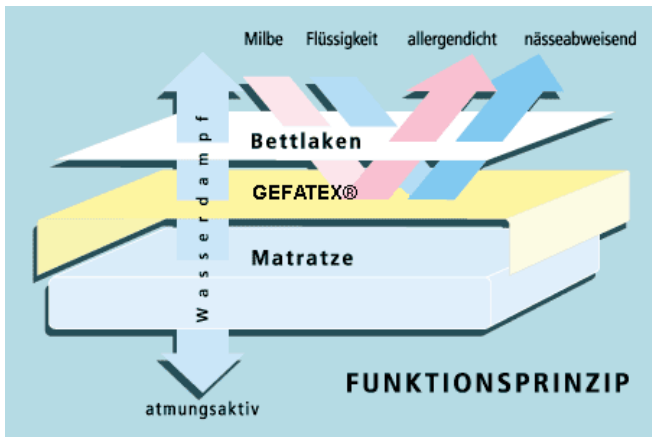 Milbe Flüssigkeit allergendicht nässeabweisend
Wasserdampf
Bettlaken
GEFATEX®
Matratze
FUNKTIONSPRINZIP
atmungsaktiv